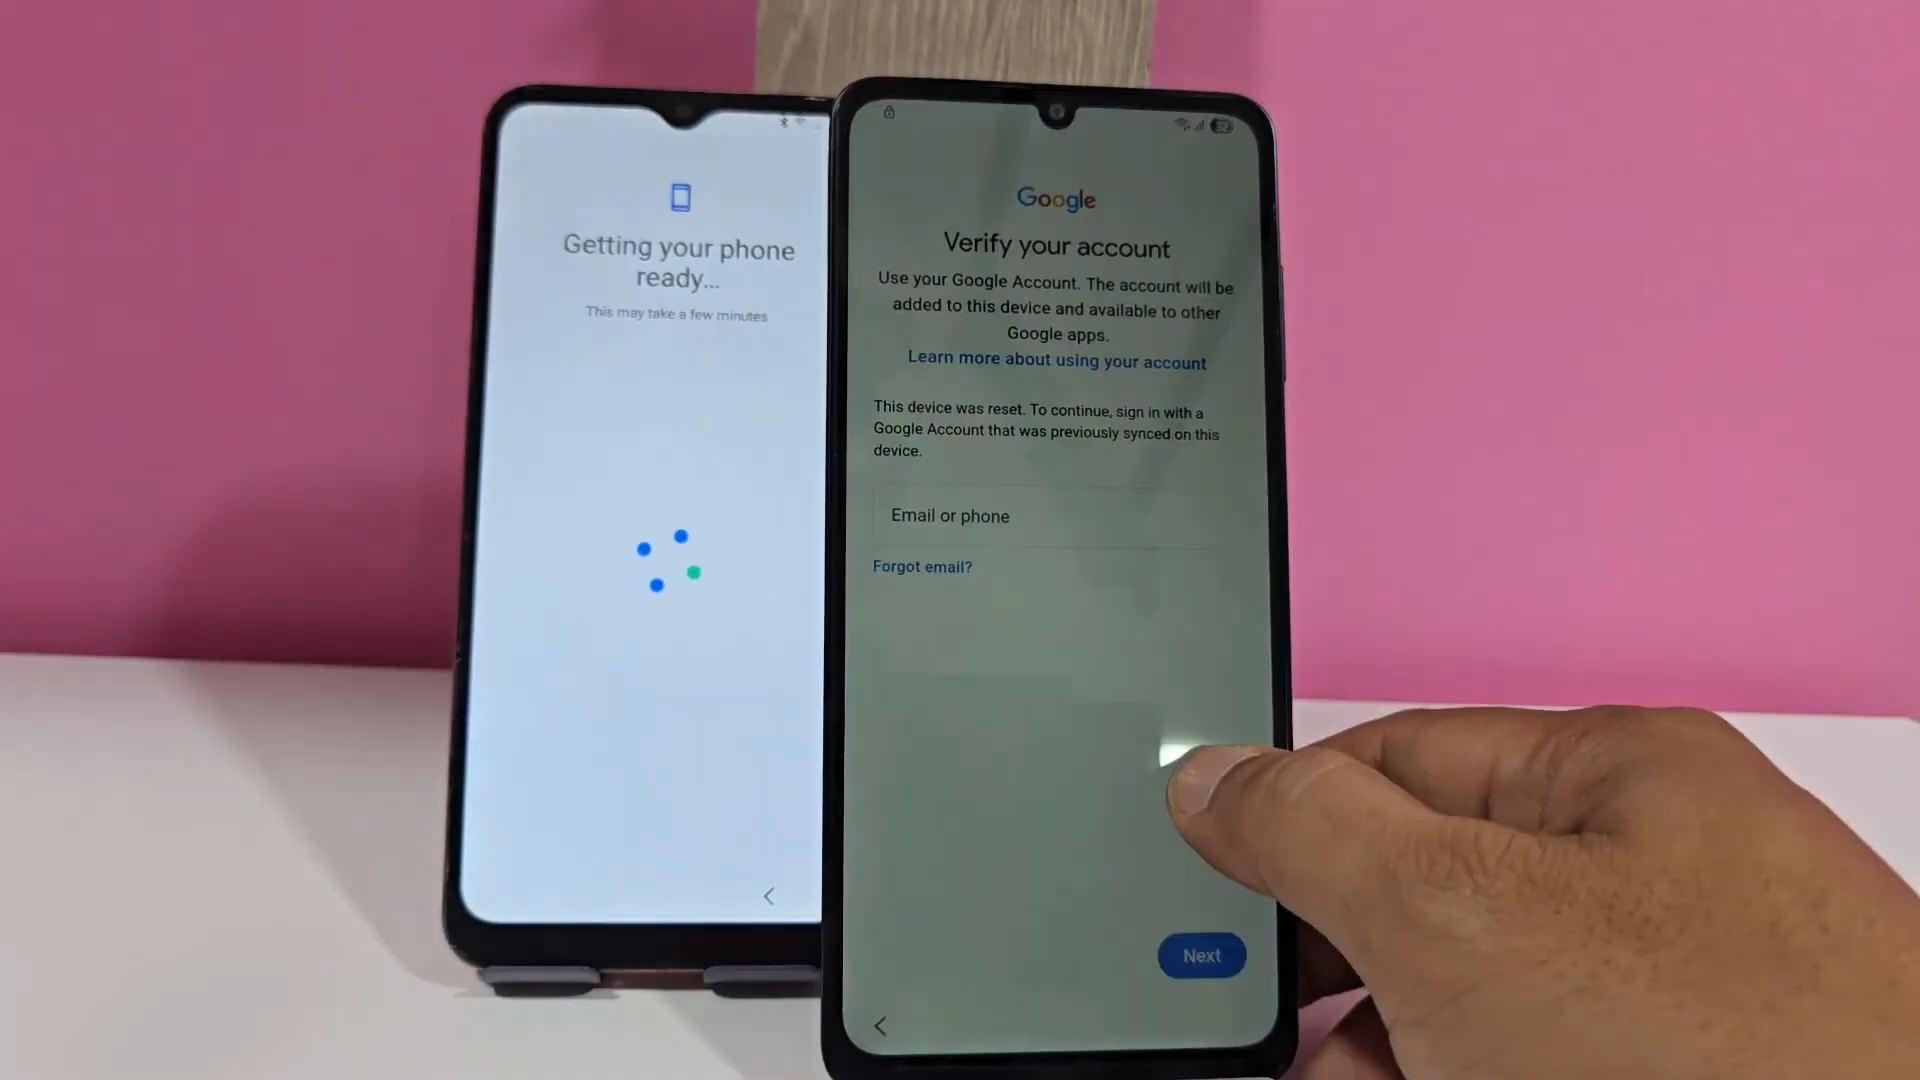 Getting your phone
ready...
This may take a few minutes
Google
Verify your account
Use your Google Account. The account will be
added to this device and available to other
Google apps.
Learn more about using your account
This device was reset. To continue, sign in with a
Google Account that was previously synced on this
device.
Email or phone
Forgot email?
Next